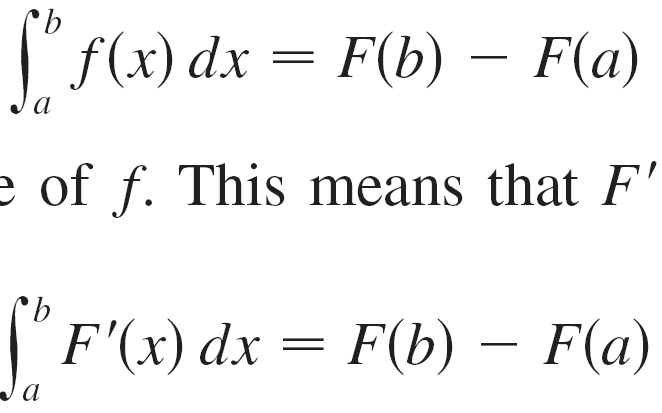 ∫_a^b f(x) dx = F(b) − F(a)
of f. This means that F′
∫_a^b F′(x) dx = F(b) − F(a)